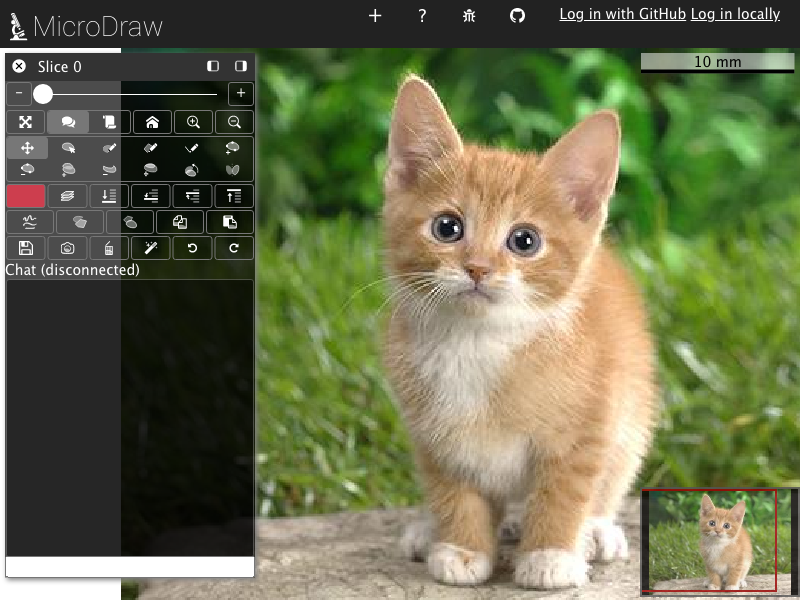 MicroDraw
+ ?
Log in with GitHub Log in locally
Slice 0
10 mm
− +
Chat (disconnected)